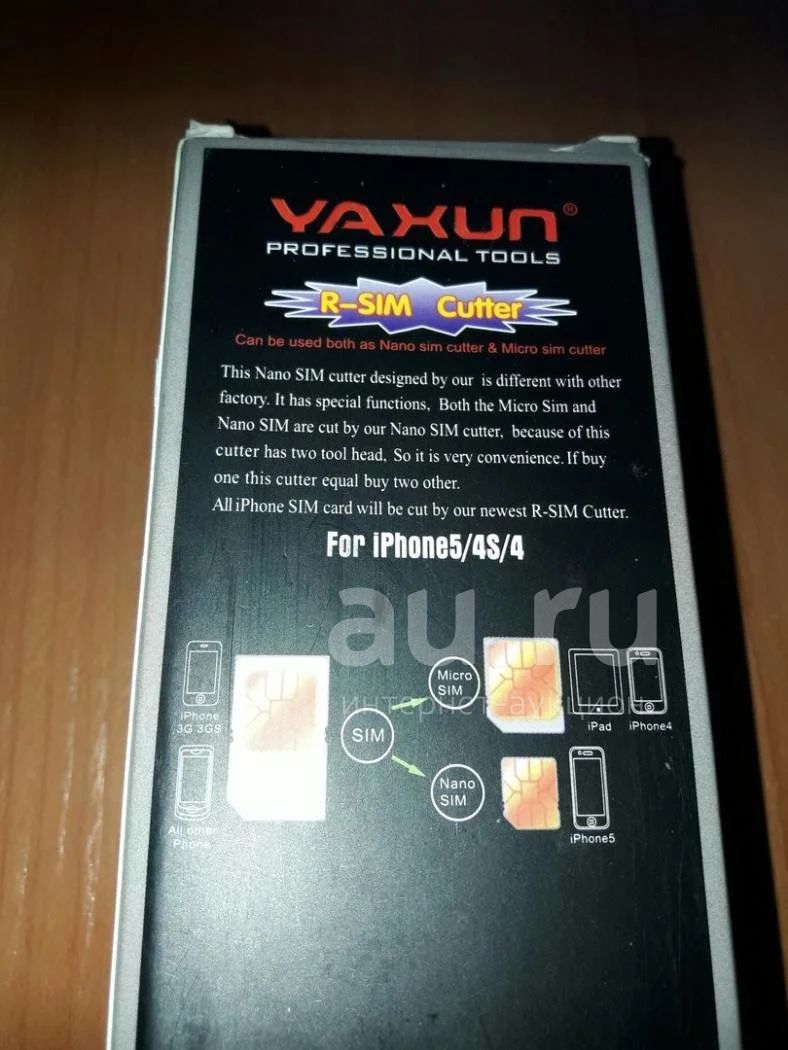 YAXUN®
PROFESSIONAL TOOLS
R-SIM Cutter
Can be used both as Nano sim cutter & Micro sim cutter
This Nano SIM cutter designed by our is different with other
factory. It has special functions, Both the Micro Sim and
Nano SIM are cut by our Nano SIM cutter, because of this
cutter has two tool head, So it is very convenience. If buy
one this cutter equal buy two other.
All iPhone SIM card will be cut by our newest R-SIM Cutter.
For iPhone5/4S/4
au.ru
интернет-аукцион
iPhone
3G 3GS
All other
Phone
SIM
Micro
SIM
iPad
iPhone4
Nano
SIM
iPhone5